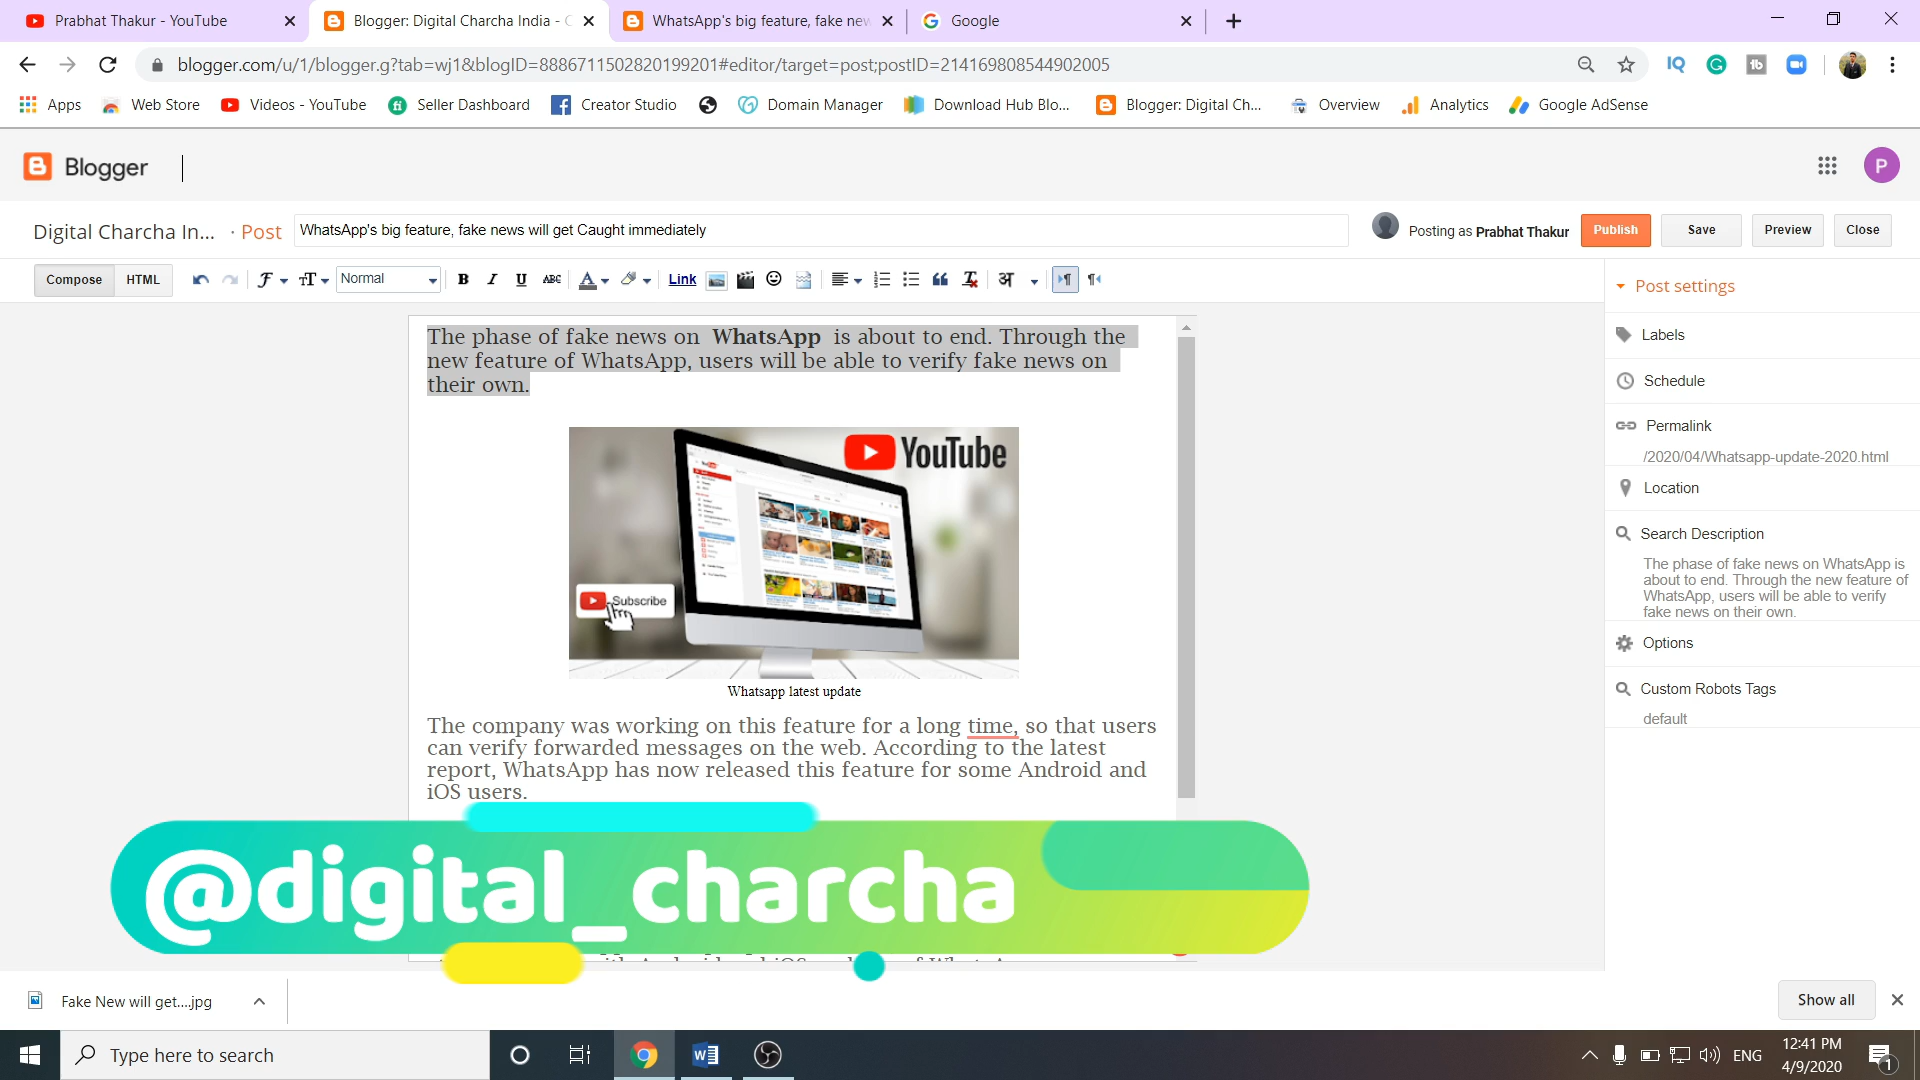 Prabhat Thakur - YouTube
Blogger: Digital Charcha India -
WhatsApp's big feature, fake new
Google
blogger.com/u/1/blogger.g?tab=wj1&blogID=8886711502820199201#editor/target=post;postID=214169808544902005
Apps
Web Store
Videos - YouTube
Seller Dashboard
Creator Studio
Domain Manager
Download Hub Blo...
Blogger: Digital Ch...
Overview
Analytics
Google AdSense
Blogger
P
Digital Charcha In... · Post
WhatsApp's big feature, fake news will get Caught immediately
Posting as Prabhat Thakur
Publish
Save
Preview
Close
Compose
HTML
Normal
B I U ABC A
Link
अ
Post settings
Labels
Schedule
Permalink
/2020/04/Whatsapp-update-2020.html
Location
Search Description
The phase of fake news on WhatsApp is
about to end. Through the new feature of
WhatsApp, users will be able to verify
fake news on their own.
Options
Custom Robots Tags
default
The phase of fake news on WhatsApp is about to end. Through the
new feature of WhatsApp, users will be able to verify fake news on
their own.
YouTube
Subscribe
Whatsapp latest update
The company was working on this feature for a long time, so that users
can verify forwarded messages on the web. According to the latest
report, WhatsApp has now released this feature for some Android and
iOS users.
@digital_charcha
Fake New will get....jpg
Show all
Type here to search
ENG
12:41 PM
4/9/2020
1